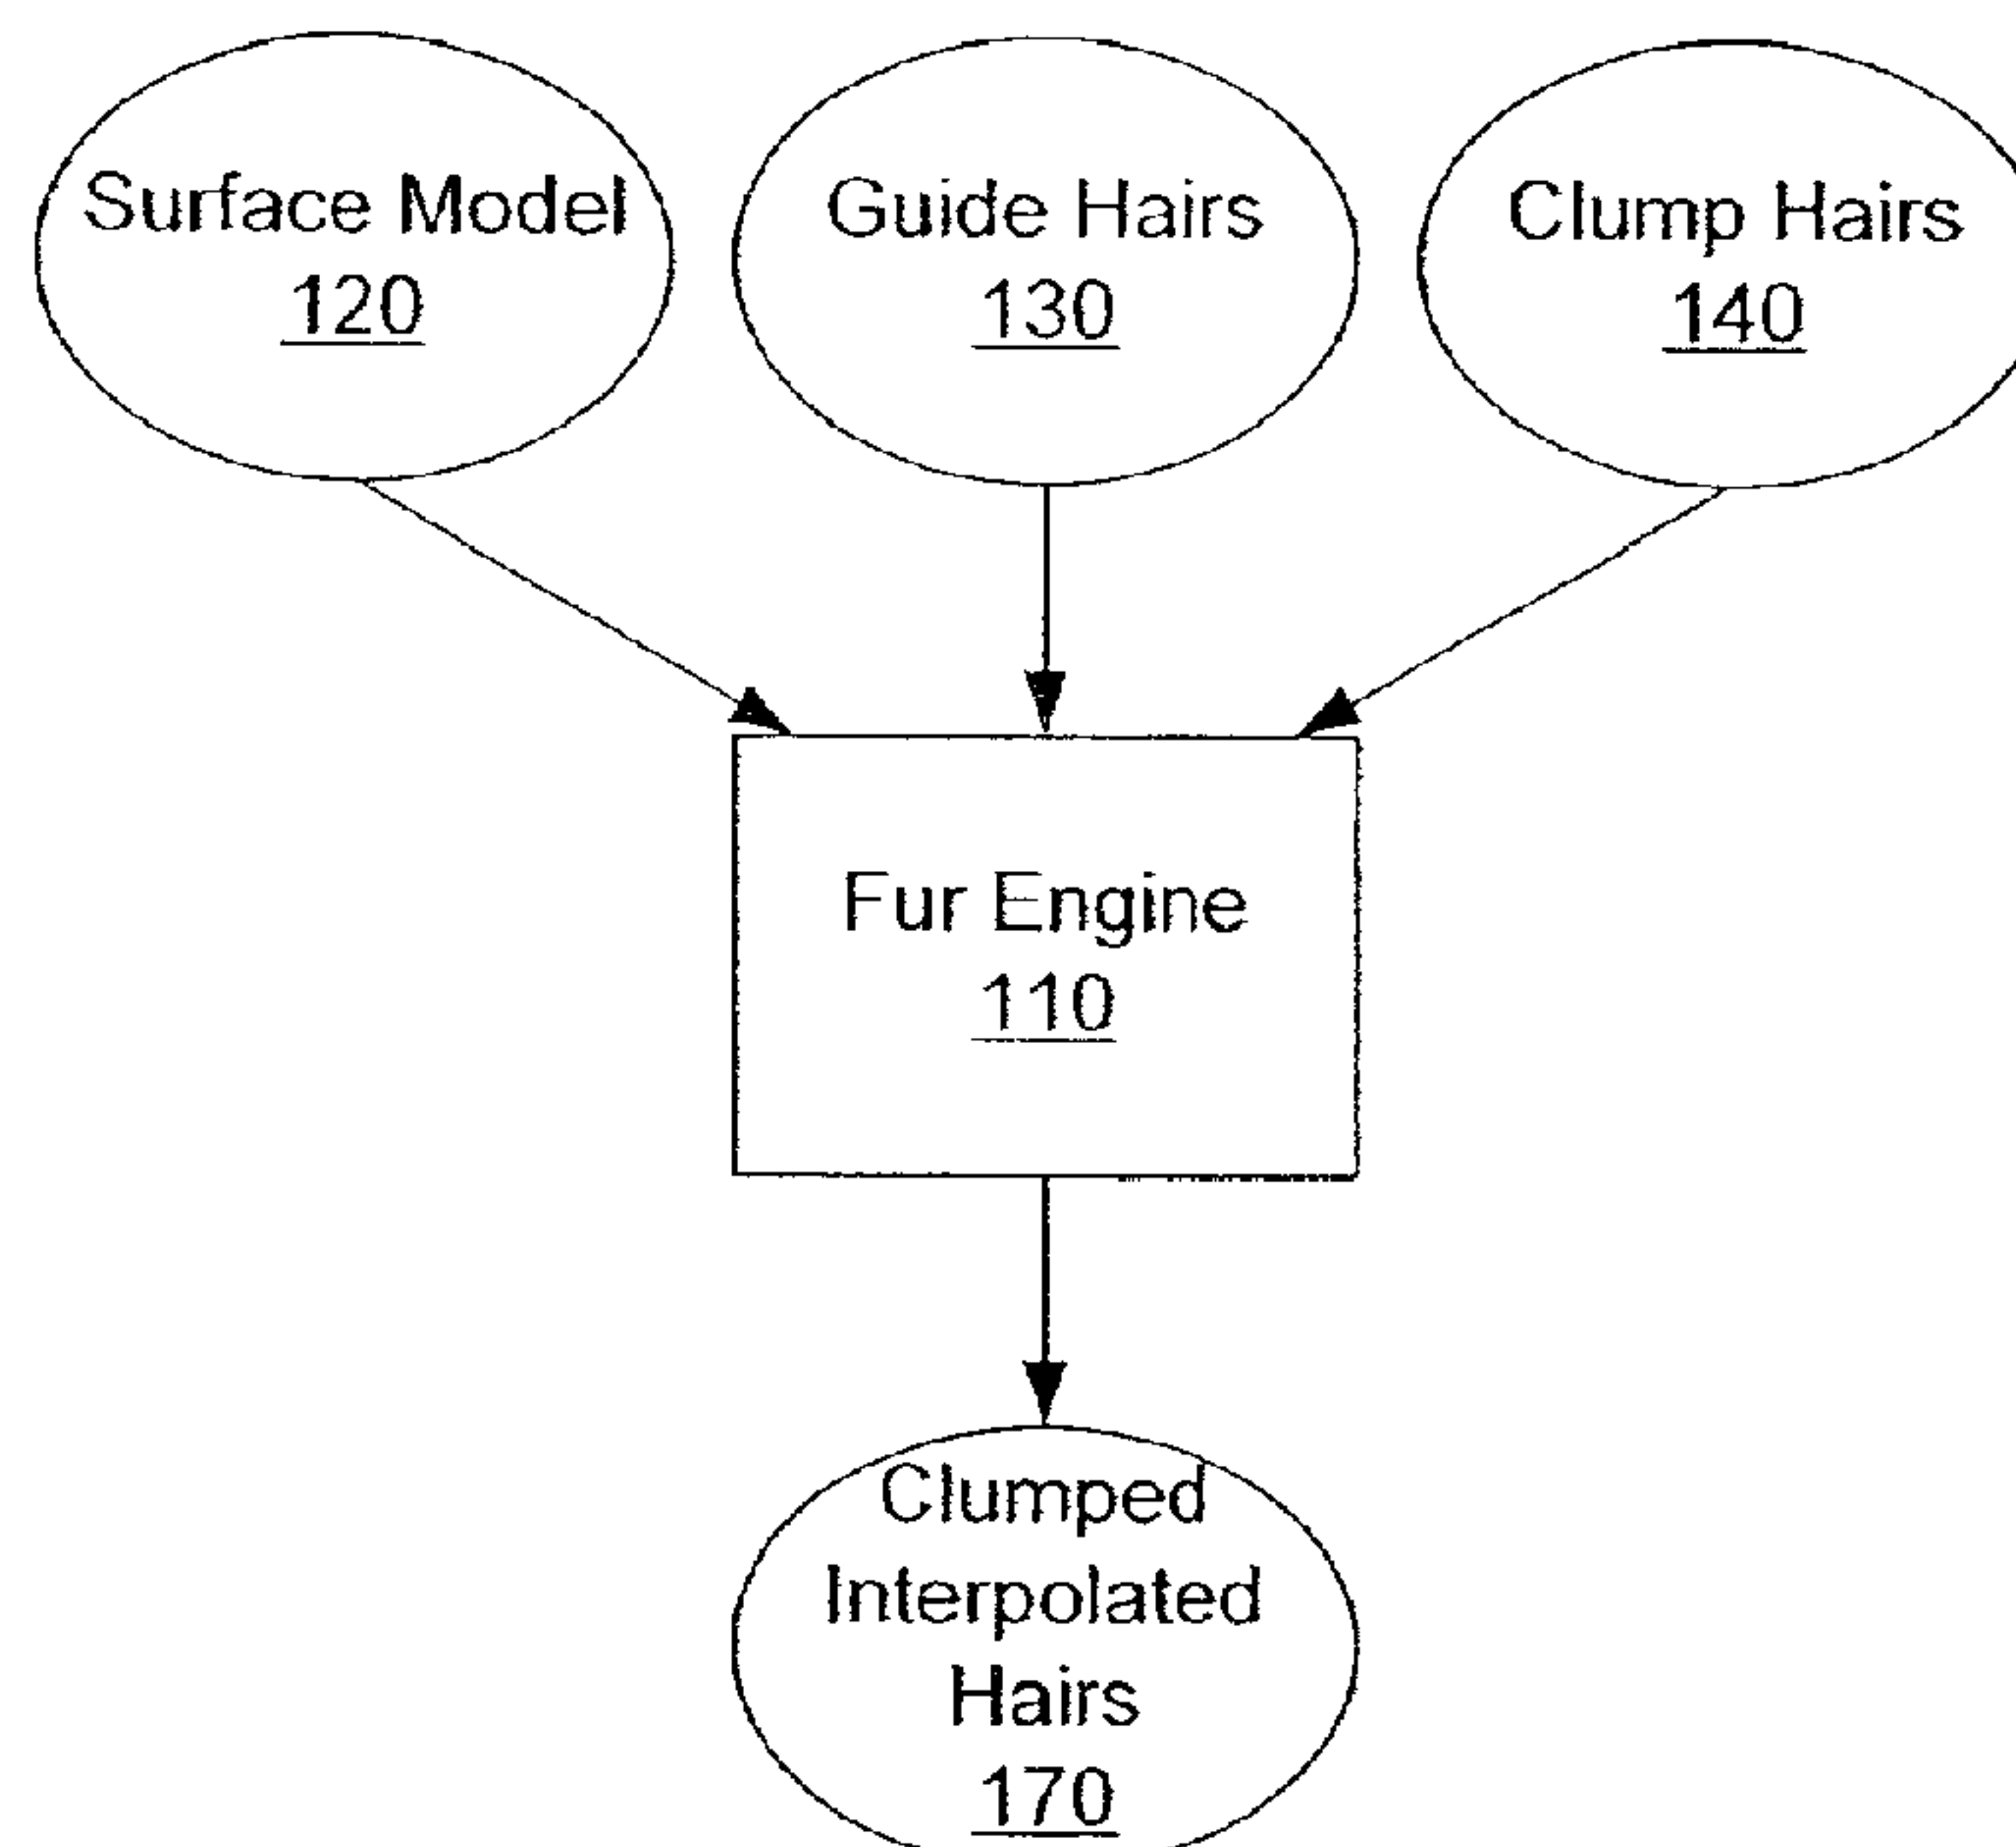 Surface Model
120
Guide Hairs
130
Clump Hairs
140
Fur Engine
110
Clumped
Interpolated
Hairs
170